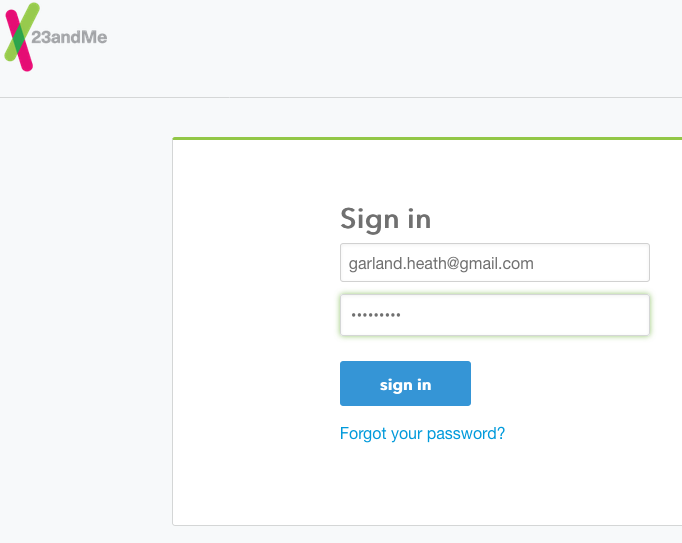 23andMe
Sign in
garland.heath@gmail.com
•••••••••
sign in
Forgot your password?